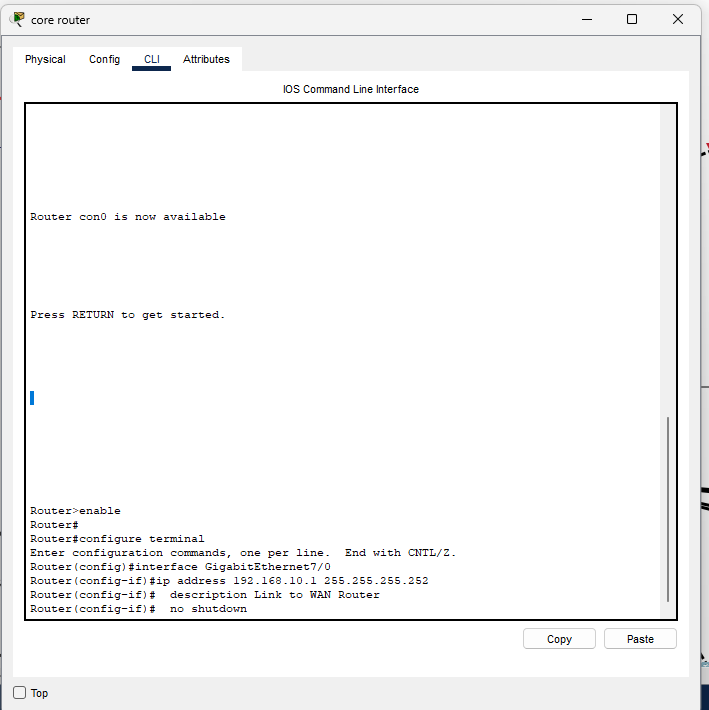 core router
Physical Config CLI Attributes
IOS Command Line Interface
Router con0 is now available
Press RETURN to get started.
Router>enable
Router#
Router#configure terminal
Enter configuration commands, one per line.  End with CNTL/Z.
Router(config)#interface GigabitEthernet7/0
Router(config-if)#ip address 192.168.10.1 255.255.255.252
Router(config-if)#  description Link to WAN Router
Router(config-if)#  no shutdown
Copy Paste
Top